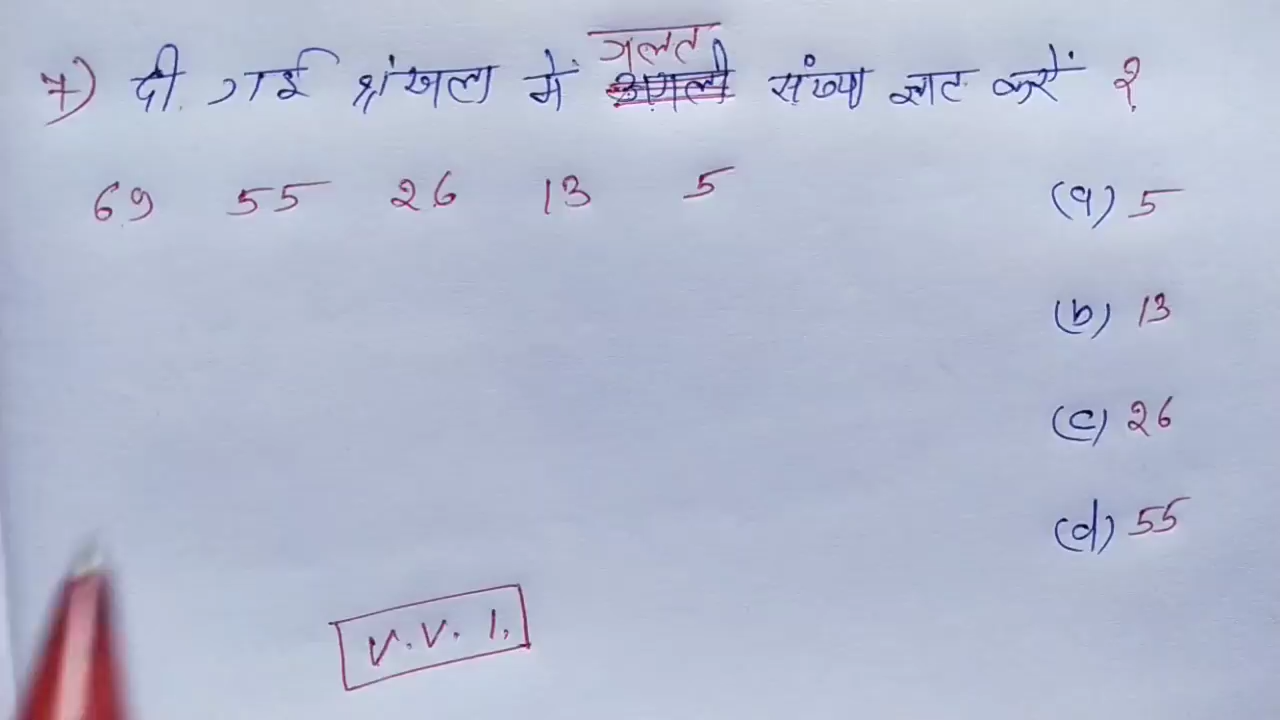 7) दी गई श्रंखला में गलत संख्या ज्ञात करें ?
69 55 26 13 5
(a) 5
(b) 13
(c) 26
(d) 55
V.V.I.